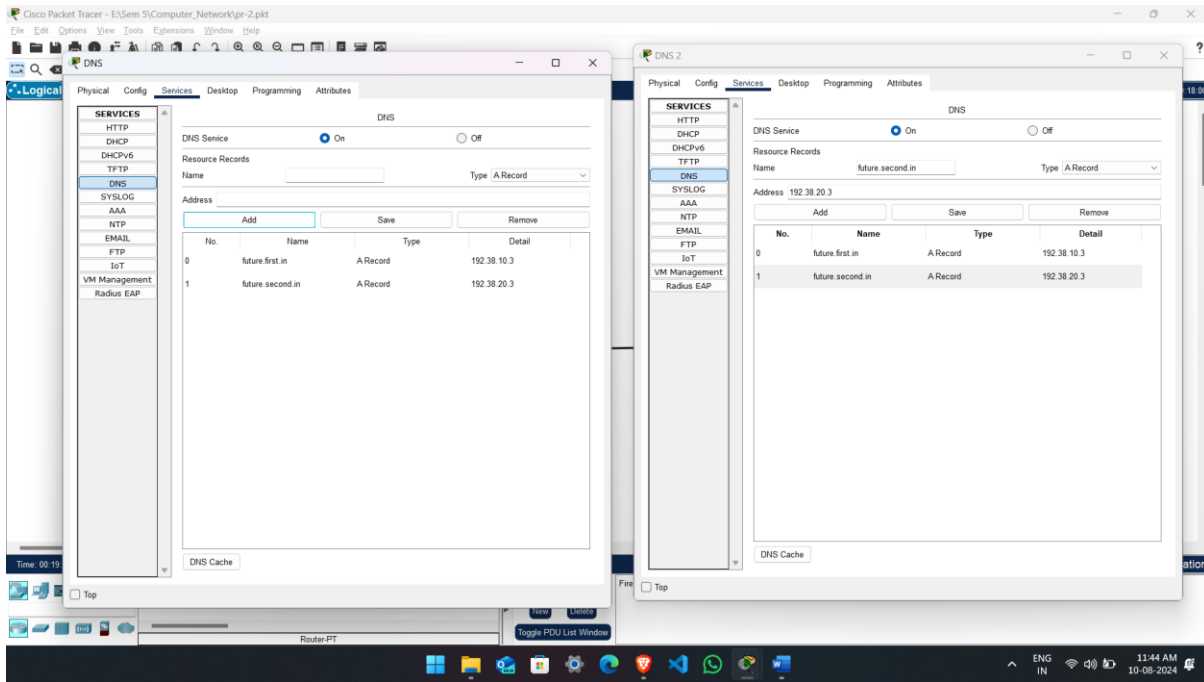 Cisco Packet Tracer - E:\Sem 5\Computer_Network\pr-2.pkt
File Edit Options View Tools Extensions Window Help
Logical
DNS
Physical Config Services Desktop Programming Attributes
SERVICES
HTTP
DHCP
DHCPv6
TFTP
DNS
SYSLOG
AAA
NTP
EMAIL
FTP
IoT
VM Management
Radius EAP
DNS
DNS Service On Off
Resource Records
Name Type A Record
Address
Add Save Remove
No. Name Type Detail
0 future.first.in A Record 192.38.10.3
1 future.second.in A Record 192.38.20.3
DNS Cache
Top
DNS 2
Physical Config Services Desktop Programming Attributes
SERVICES
HTTP
DHCP
DHCPv6
TFTP
DNS
SYSLOG
AAA
NTP
EMAIL
FTP
IoT
VM Management
Radius EAP
DNS
DNS Service On Off
Resource Records
Name future.second.in Type A Record
Address 192.38.20.3
Add Save Remove
No. Name Type Detail
0 future.first.in A Record 192.38.10.3
1 future.second.in A Record 192.38.20.3
DNS Cache
Top
:18:00
Time: 00:19:
Fire
New Delete
Toggle PDU List Window
Router-PT
ENG
IN
11:44 AM
10-08-2024